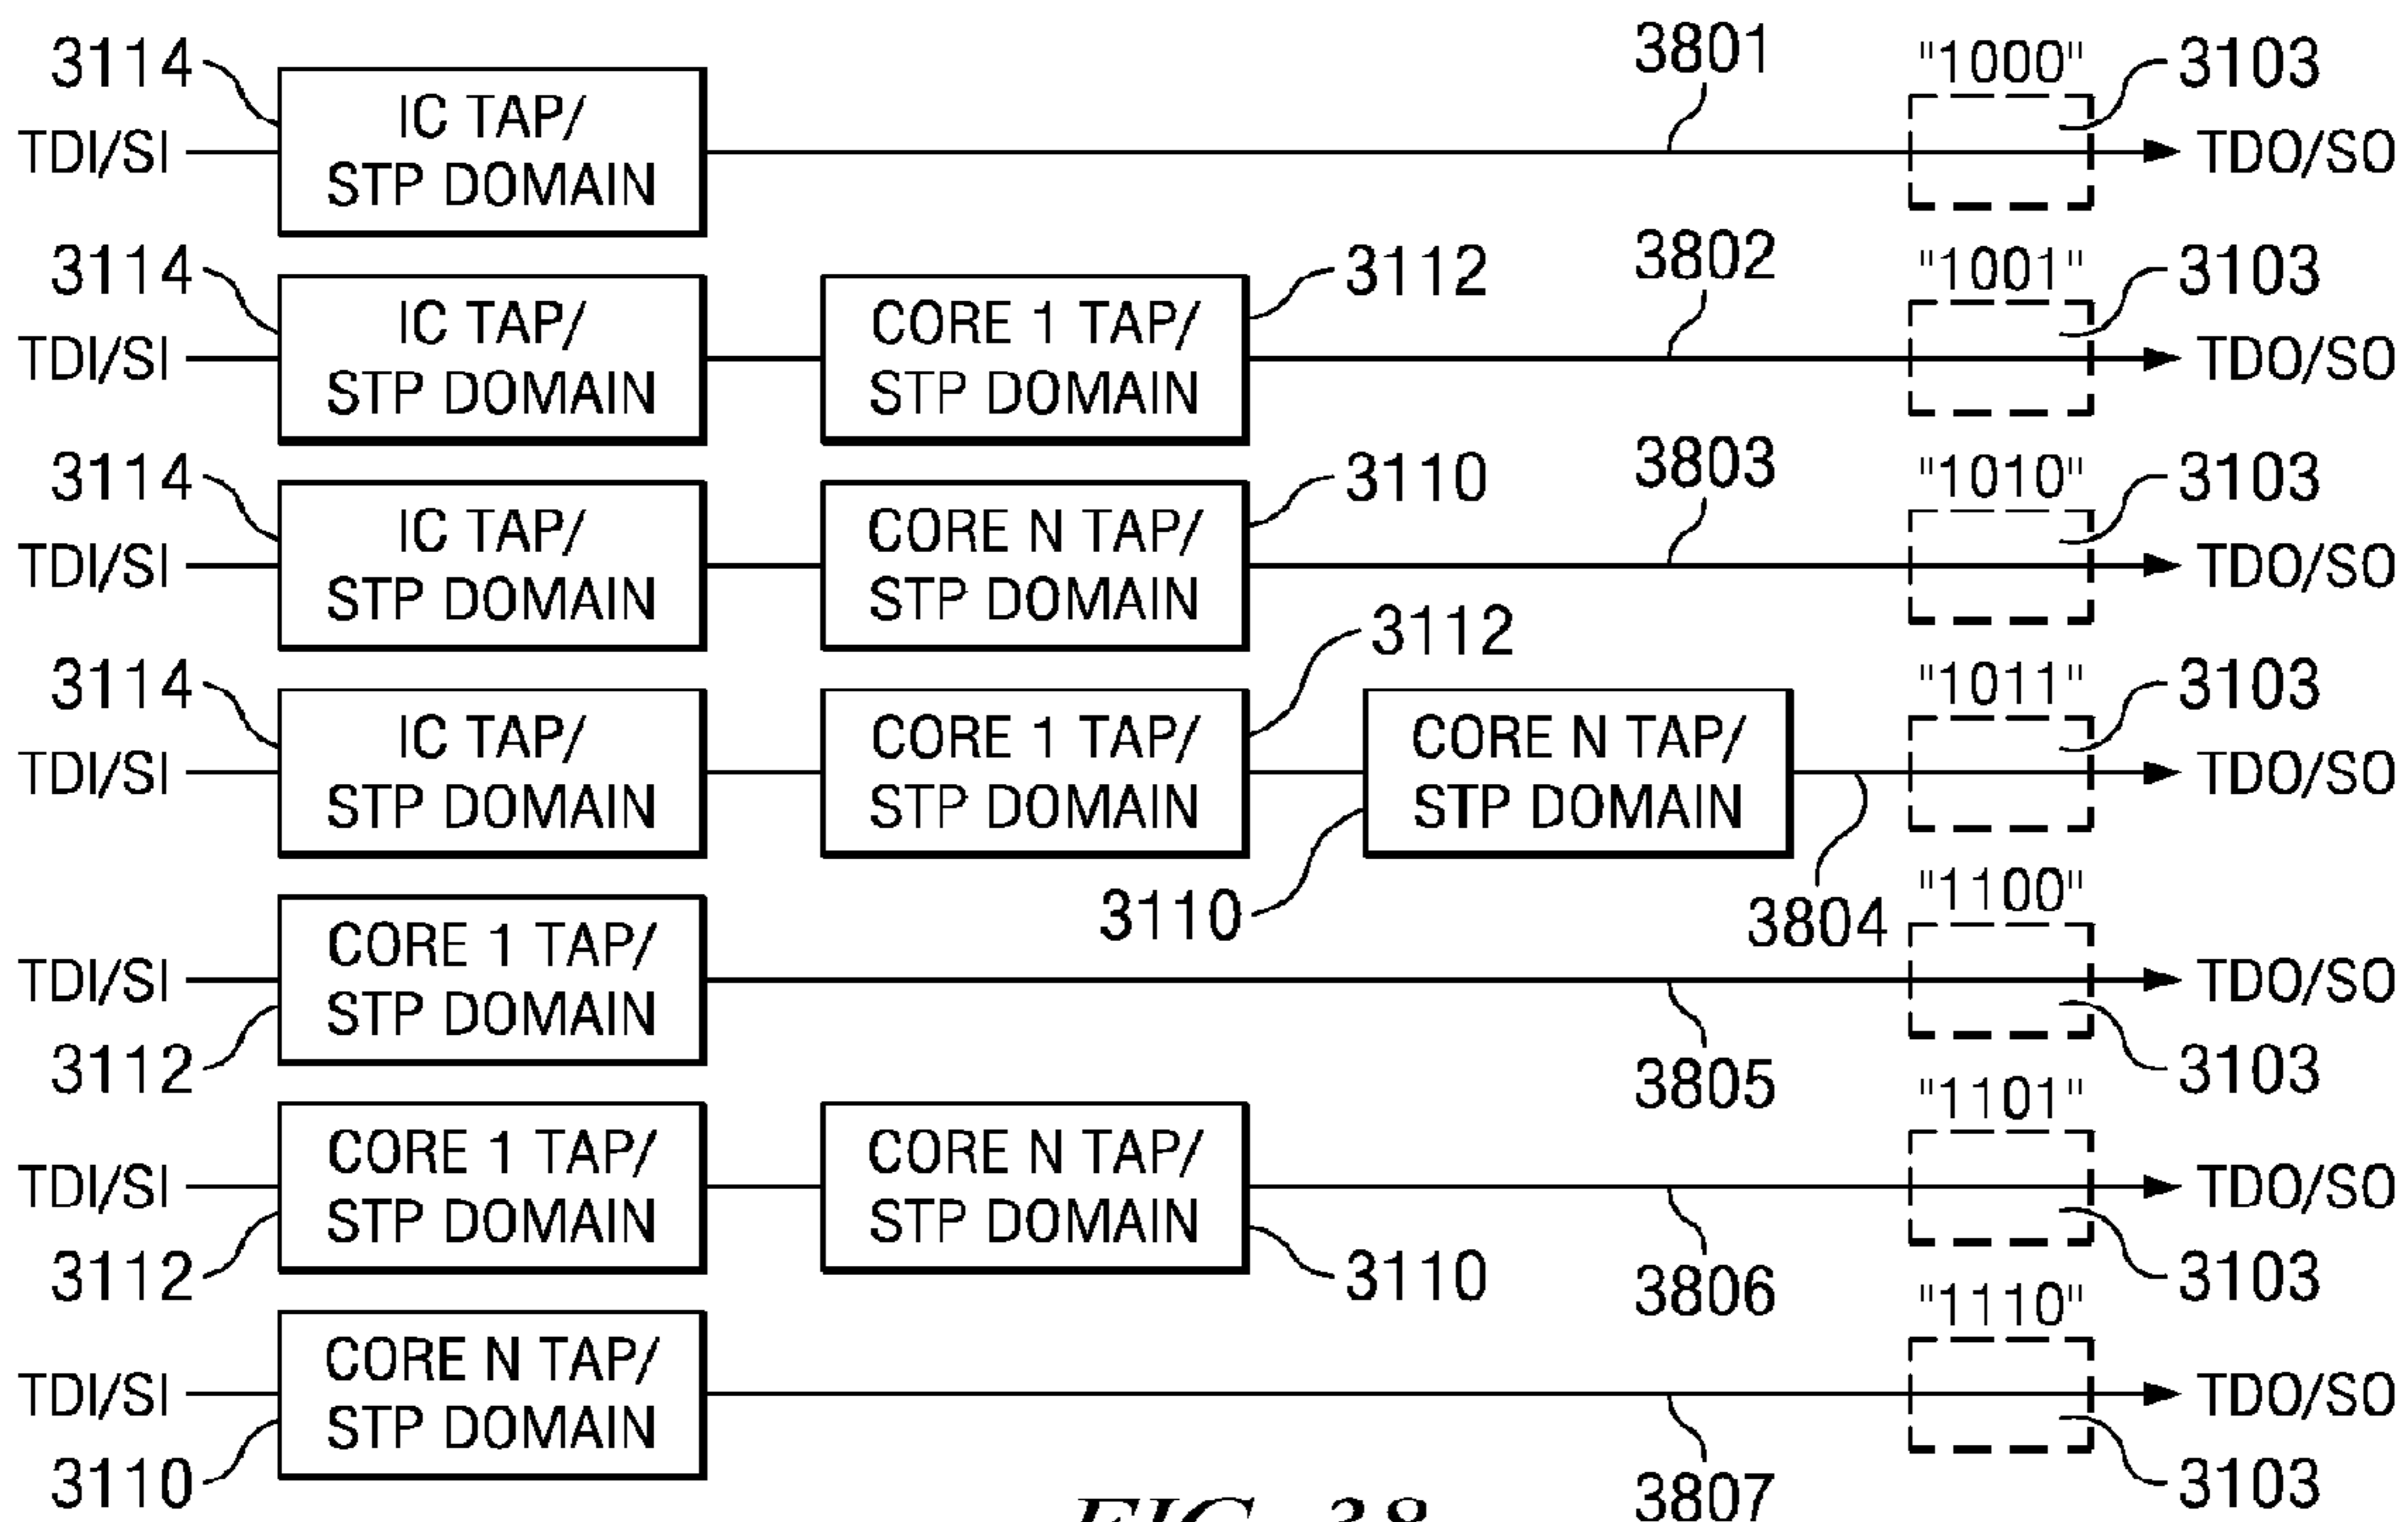 3114
TDI/SI
IC TAP/
STP DOMAIN
3801
"1000"
3103
TDO/SO
3114
TDI/SI
IC TAP/
STP DOMAIN
CORE 1 TAP/
STP DOMAIN
3112
3802
"1001"
3103
TDO/SO
3114
TDI/SI
IC TAP/
STP DOMAIN
CORE N TAP/
STP DOMAIN
3110
3803
"1010"
3103
TDO/SO
3114
TDI/SI
IC TAP/
STP DOMAIN
CORE 1 TAP/
STP DOMAIN
3112
CORE N TAP/
STP DOMAIN
3110
3804
"1011"
3103
TDO/SO
TDI/SI
3112
CORE 1 TAP/
STP DOMAIN
3805
"1100"
3103
TDO/SO
TDI/SI
3112
CORE 1 TAP/
STP DOMAIN
CORE N TAP/
STP DOMAIN
3110
3806
"1101"
3103
TDO/SO
TDI/SI
3110
CORE N TAP/
STP DOMAIN
3807
"1110"
3103
TDO/SO
FIG. 38